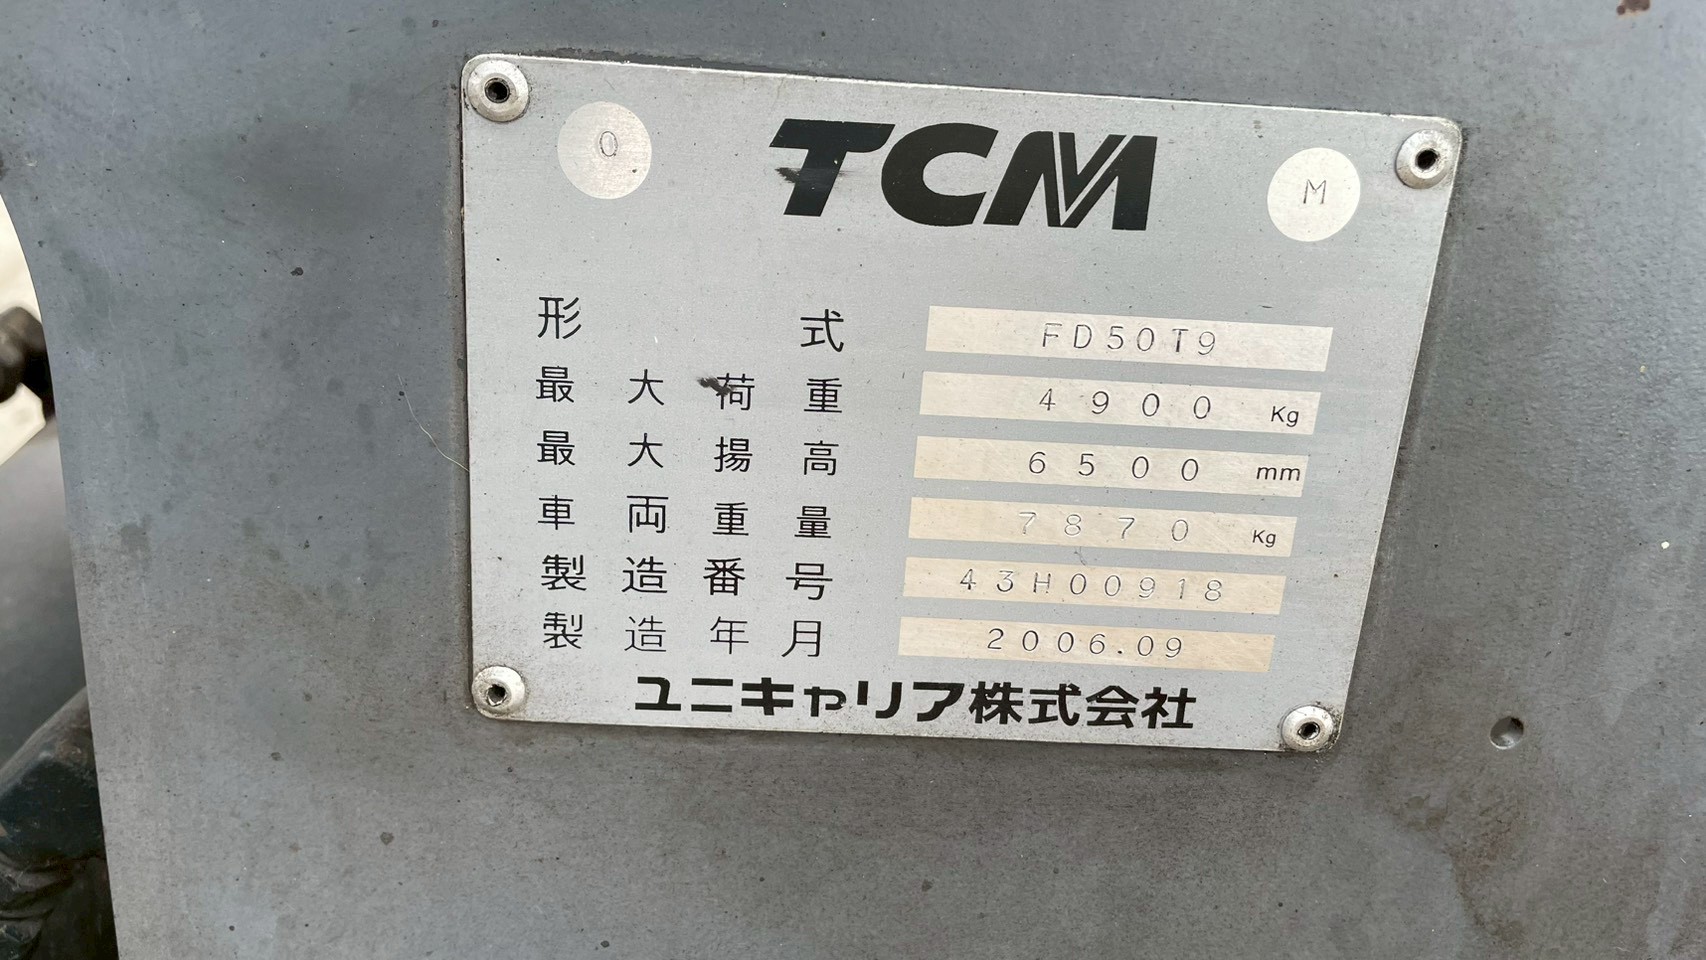 O TCM M
形式 FD50T9
最大荷重 4900 Kg
最大揚高 6500 mm
車両重量 7870 Kg
製造番号 43H00918
製造年月 2006.09
ユニキャリア株式会社